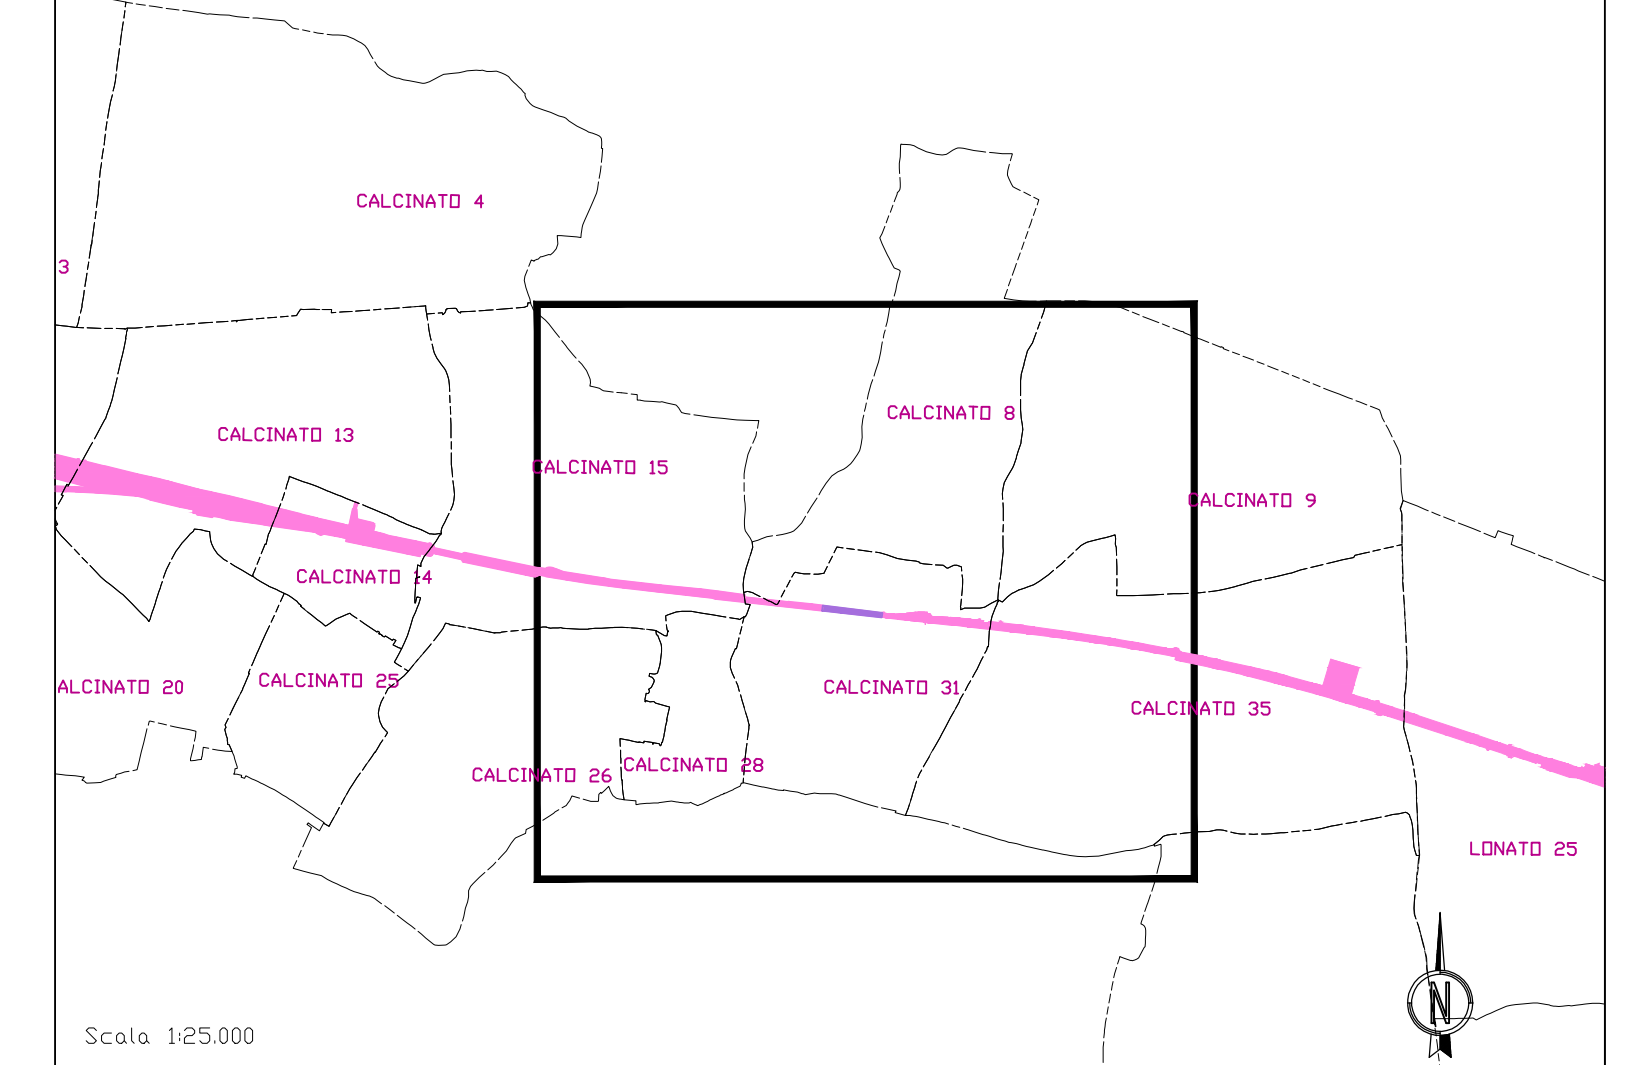 CALCINATO 4
3
CALCINATO 8
CALCINATO 13
CALCINATO 15
CALCINATO 9
CALCINATO 14
CALCINATO 25
ALCINATO 20
CALCINATO 31
CALCINATO 35
CALCINATO 28
CALCINATO 26
LONATO 25
N
Scala 1:25.000